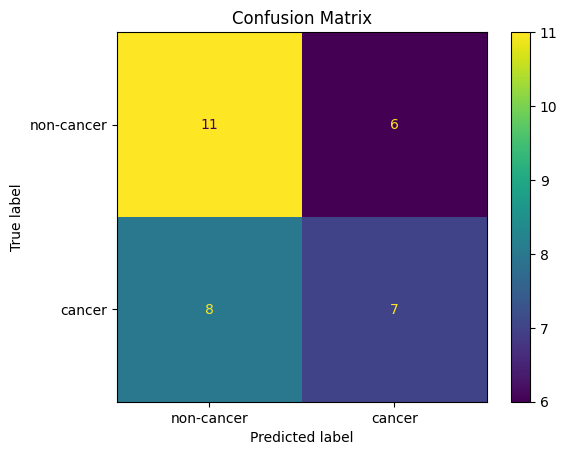 Confusion Matrix
True label
non-cancer
11
6
cancer
8
7
non-cancer
cancer
Predicted label
11
10
9
8
7
6